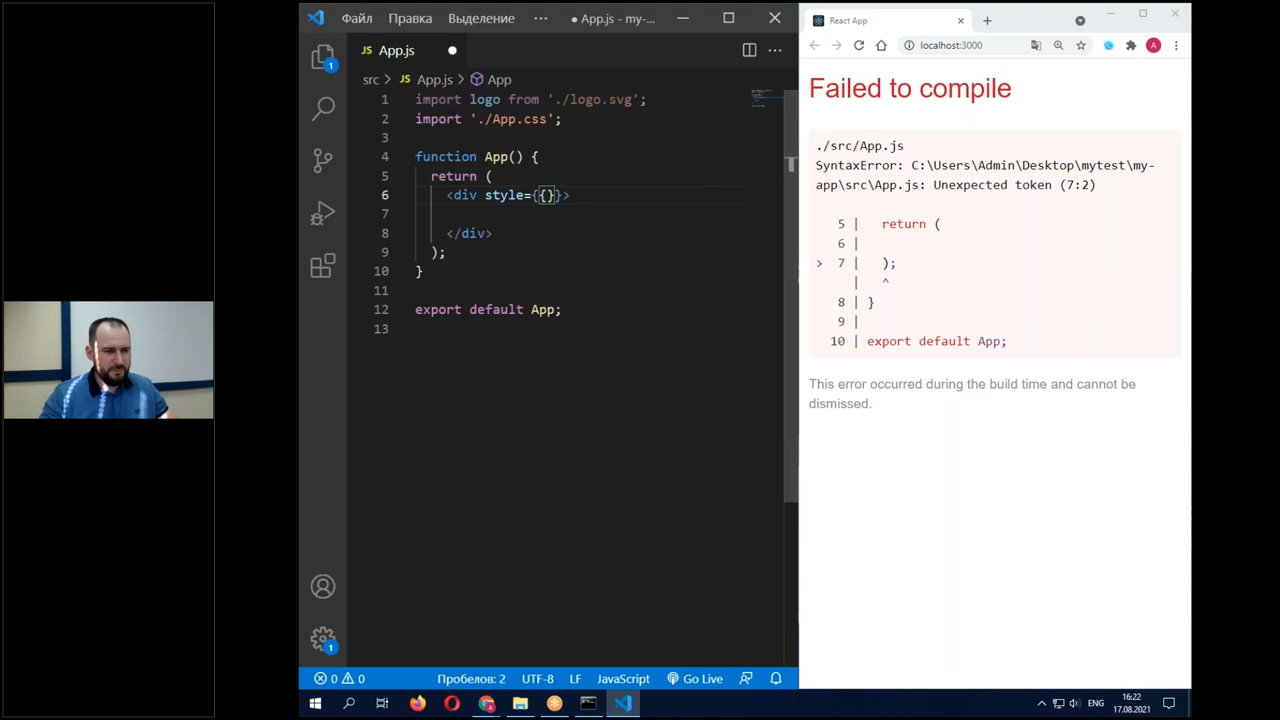 Файл Правка Выделение ··· ● App.js - my-...
JS App.js ●
src > JS App.js > App
1 import logo from './logo.svg';
2 import './App.css';
3
4 function App() {
5 return (
6 <div style={{}}>
7
8 </div>
9 );
10 }
11
12 export default App;
13
1
1
0 0 Пробелов: 2 UTF-8 LF JavaScript Go Live
React App
localhost:3000
A
Failed to compile
./src/App.js
SyntaxError: C:\Users\Admin\Desktop\mytest\my-
app\src\App.js: Unexpected token (7:2)
5 | return (
6 |
> 7 | );
| ^
8 | }
9 |
10 | export default App;
This error occurred during the build time and cannot be
dismissed.
ENG
16:22
17.08.2021